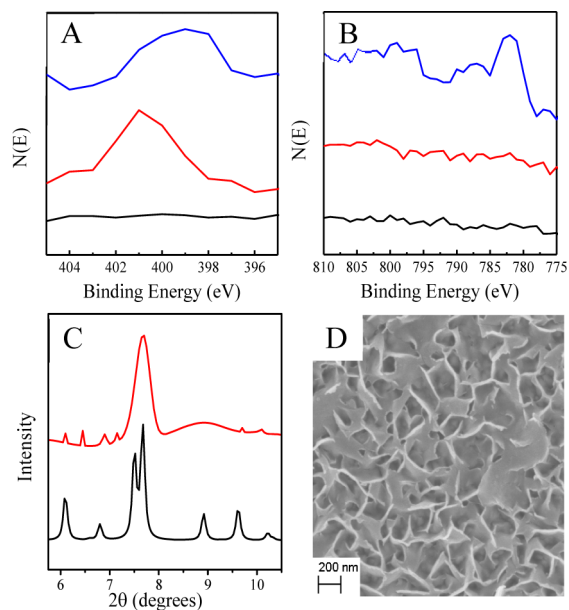 A
N(E)
404 402 400 398 396
Binding Energy (eV)
B
N(E)
810 805 800 795 790 785 780 775
Binding Energy (eV)
C
Intensity
6 7 8 9 10
2θ (degrees)
D
200 nm